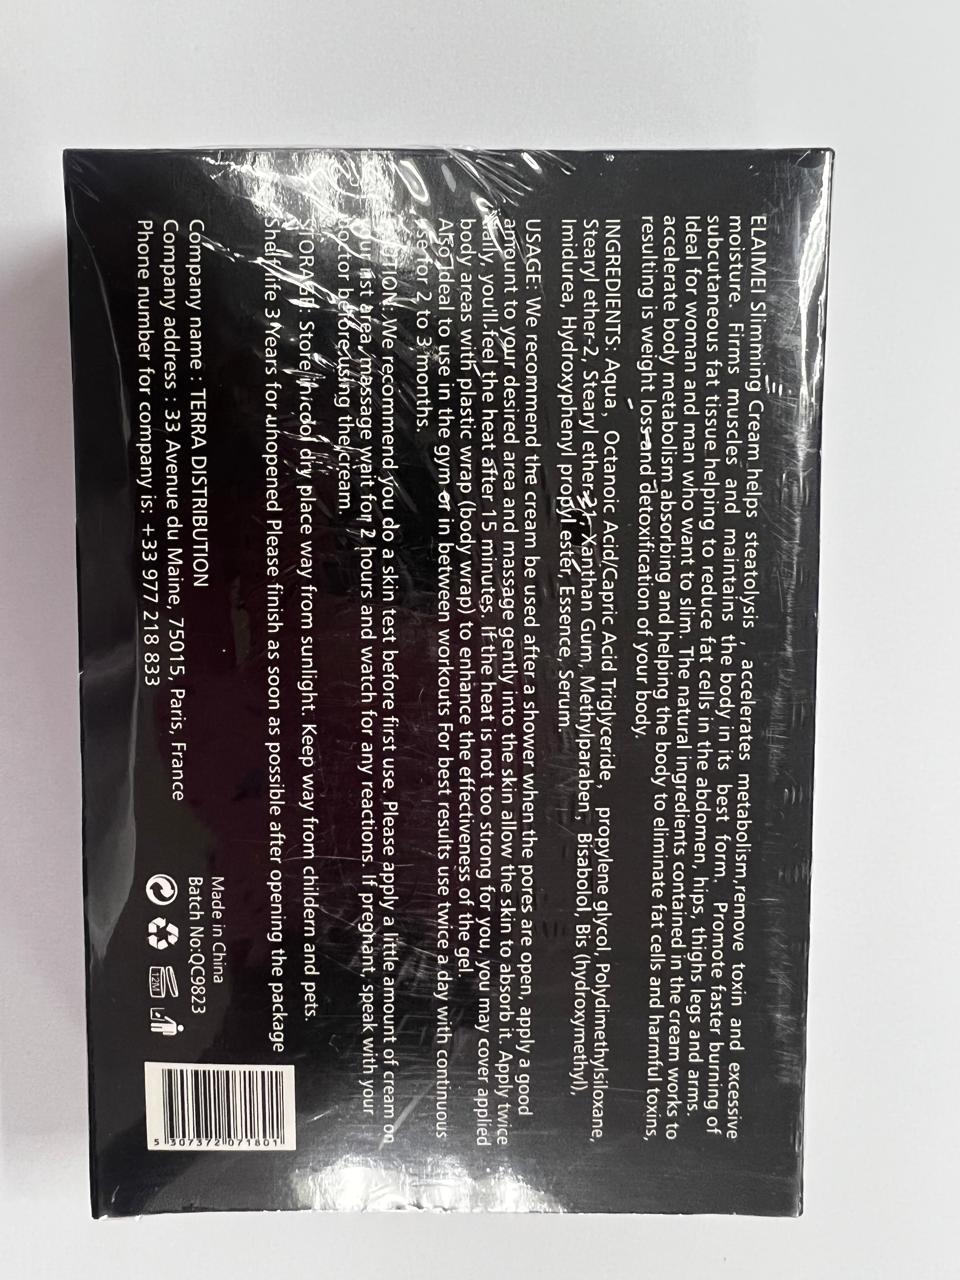 ELAIMEI Slimming Cream helps steatolysis , accelerates metabolism,remove toxin and excessive
moisture. Firms muscles and maintains the body in its best form. Promote faster burning of
subcutaneous fat tissue helping to reduce fat cells in the abdomen, hips, thighs legs and arms.
Ideal for woman and man who want to slim. The natural ingredients contained in the cream works to
accelerate body metabolism absorbing and helping the body to eliminate fat cells and harmful toxins,
resulting is weight loss and detoxification of your body.
INGREDIENTS: Aqua, Octanoic Acid/Capric Acid Triglyceride, propylene glycol, Polydimethylsiloxane,
Stearyl ether-2, Stearyl ether-21, Xanthan Gum, Methylparaben, Bisabolol, Bis (hydroxymethyl),
Imidurea, Hydroxyphenyl propyl ester, Essence, Serum
USAGE: We recommend the cream be used after a shower when the pores are open, apply a good
amount to your desired area and massage gently into the skin allow the skin to absorb it. Apply twice
daily, you'll feel the heat after 15 minutes, If the heat is not too strong for you, you may cover applied
body areas with plastic wrap (body wrap) to enhance the effectiveness of the gel
Also ideal to use in the gym or in between workouts For best results use twice a day with continuous
use for 2 to 3 months.
We recommend you do a skin test before first use. Please apply a little amount of cream on
your area, massage wait for 2 hours and watch for any reactions. If preghant, speak with your
doctor before using the cream.
STORAGE: Store in cool dry place way from sunlight. Keep way from childern and pets.
Shelf life 3 Years for uhopened Please finish as soon as possible after opening the package
Company name : TERRA DISTRIBUTION
Company address : 33 Avenue du Maine, 75015, Paris, France
Phone number for company is: +33 977 218 833
Made in China
Batch No:QC9823
12M
5 307372 071801